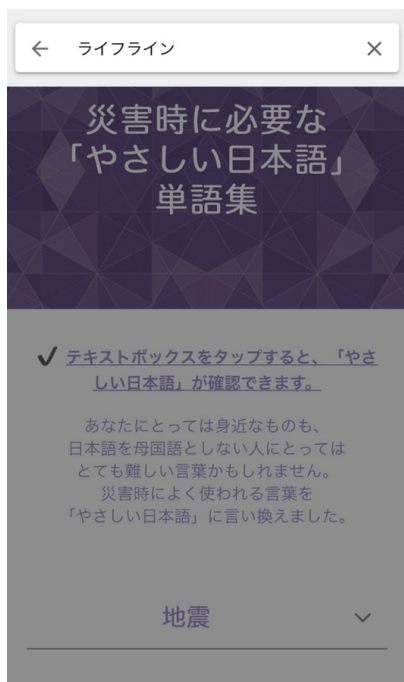 ライフライン
災害時に必要な
「やさしい日本語」
単語集
✔ テキストボックスをタップすると、「やさ
しい日本語」が確認できます。
あなたにとっては身近なものも、
日本語を母国語としない人にとっては
とても難しい言葉かもしれません。
災害時によく使われる言葉を
「やさしい日本語」に言い換えました。
地震